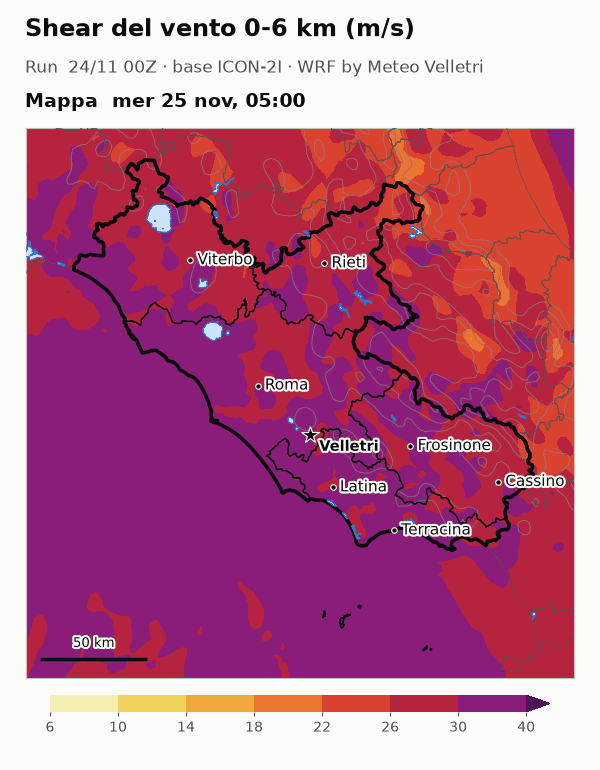 Shear del vento 0-6 km (m/s)
Run  24/11 00Z · base ICON-2I · WRF by Meteo Velletri
Mappa  mer 25 nov, 05:00
Viterbo
Rieti
Roma
Velletri
Frosinone
Latina
Cassino
Terracina
50 km
6 10 14 18 22 26 30 40